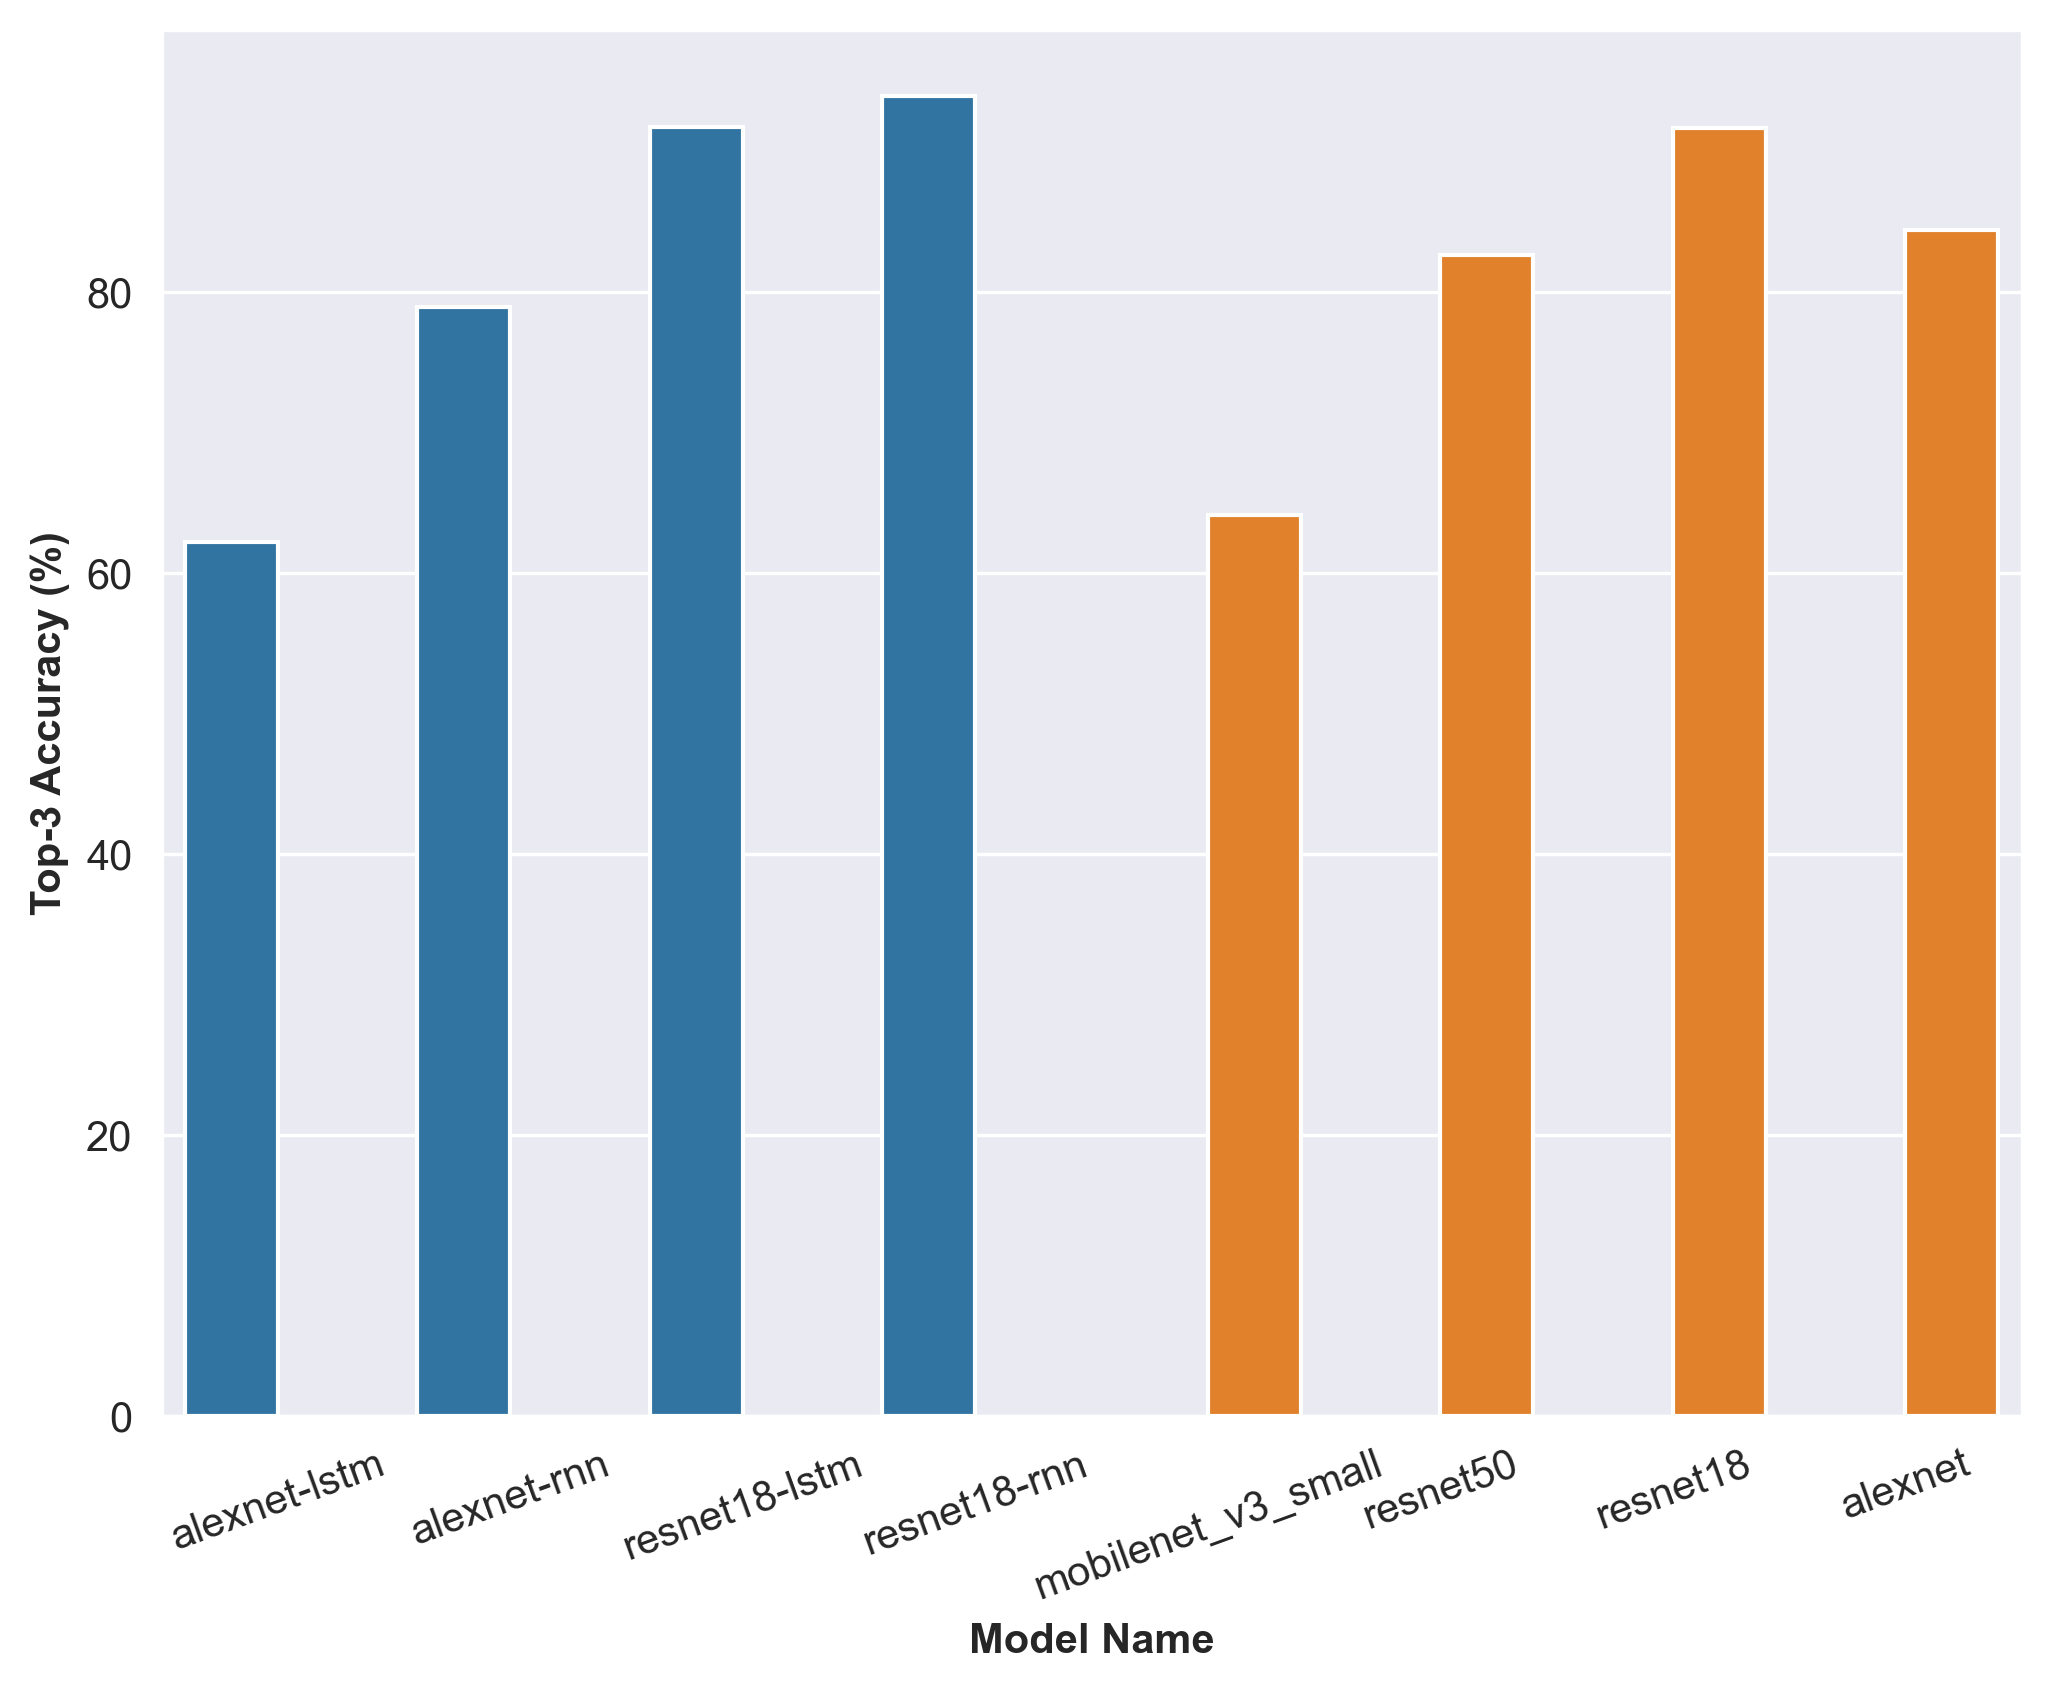 Top-3 Accuracy (%)
80
60
40
20
0
alexnet-lstm
alexnet-rnn
resnet18-lstm
resnet18-rnn
mobilenet_v3_small
resnet50
resnet18
alexnet
Model Name